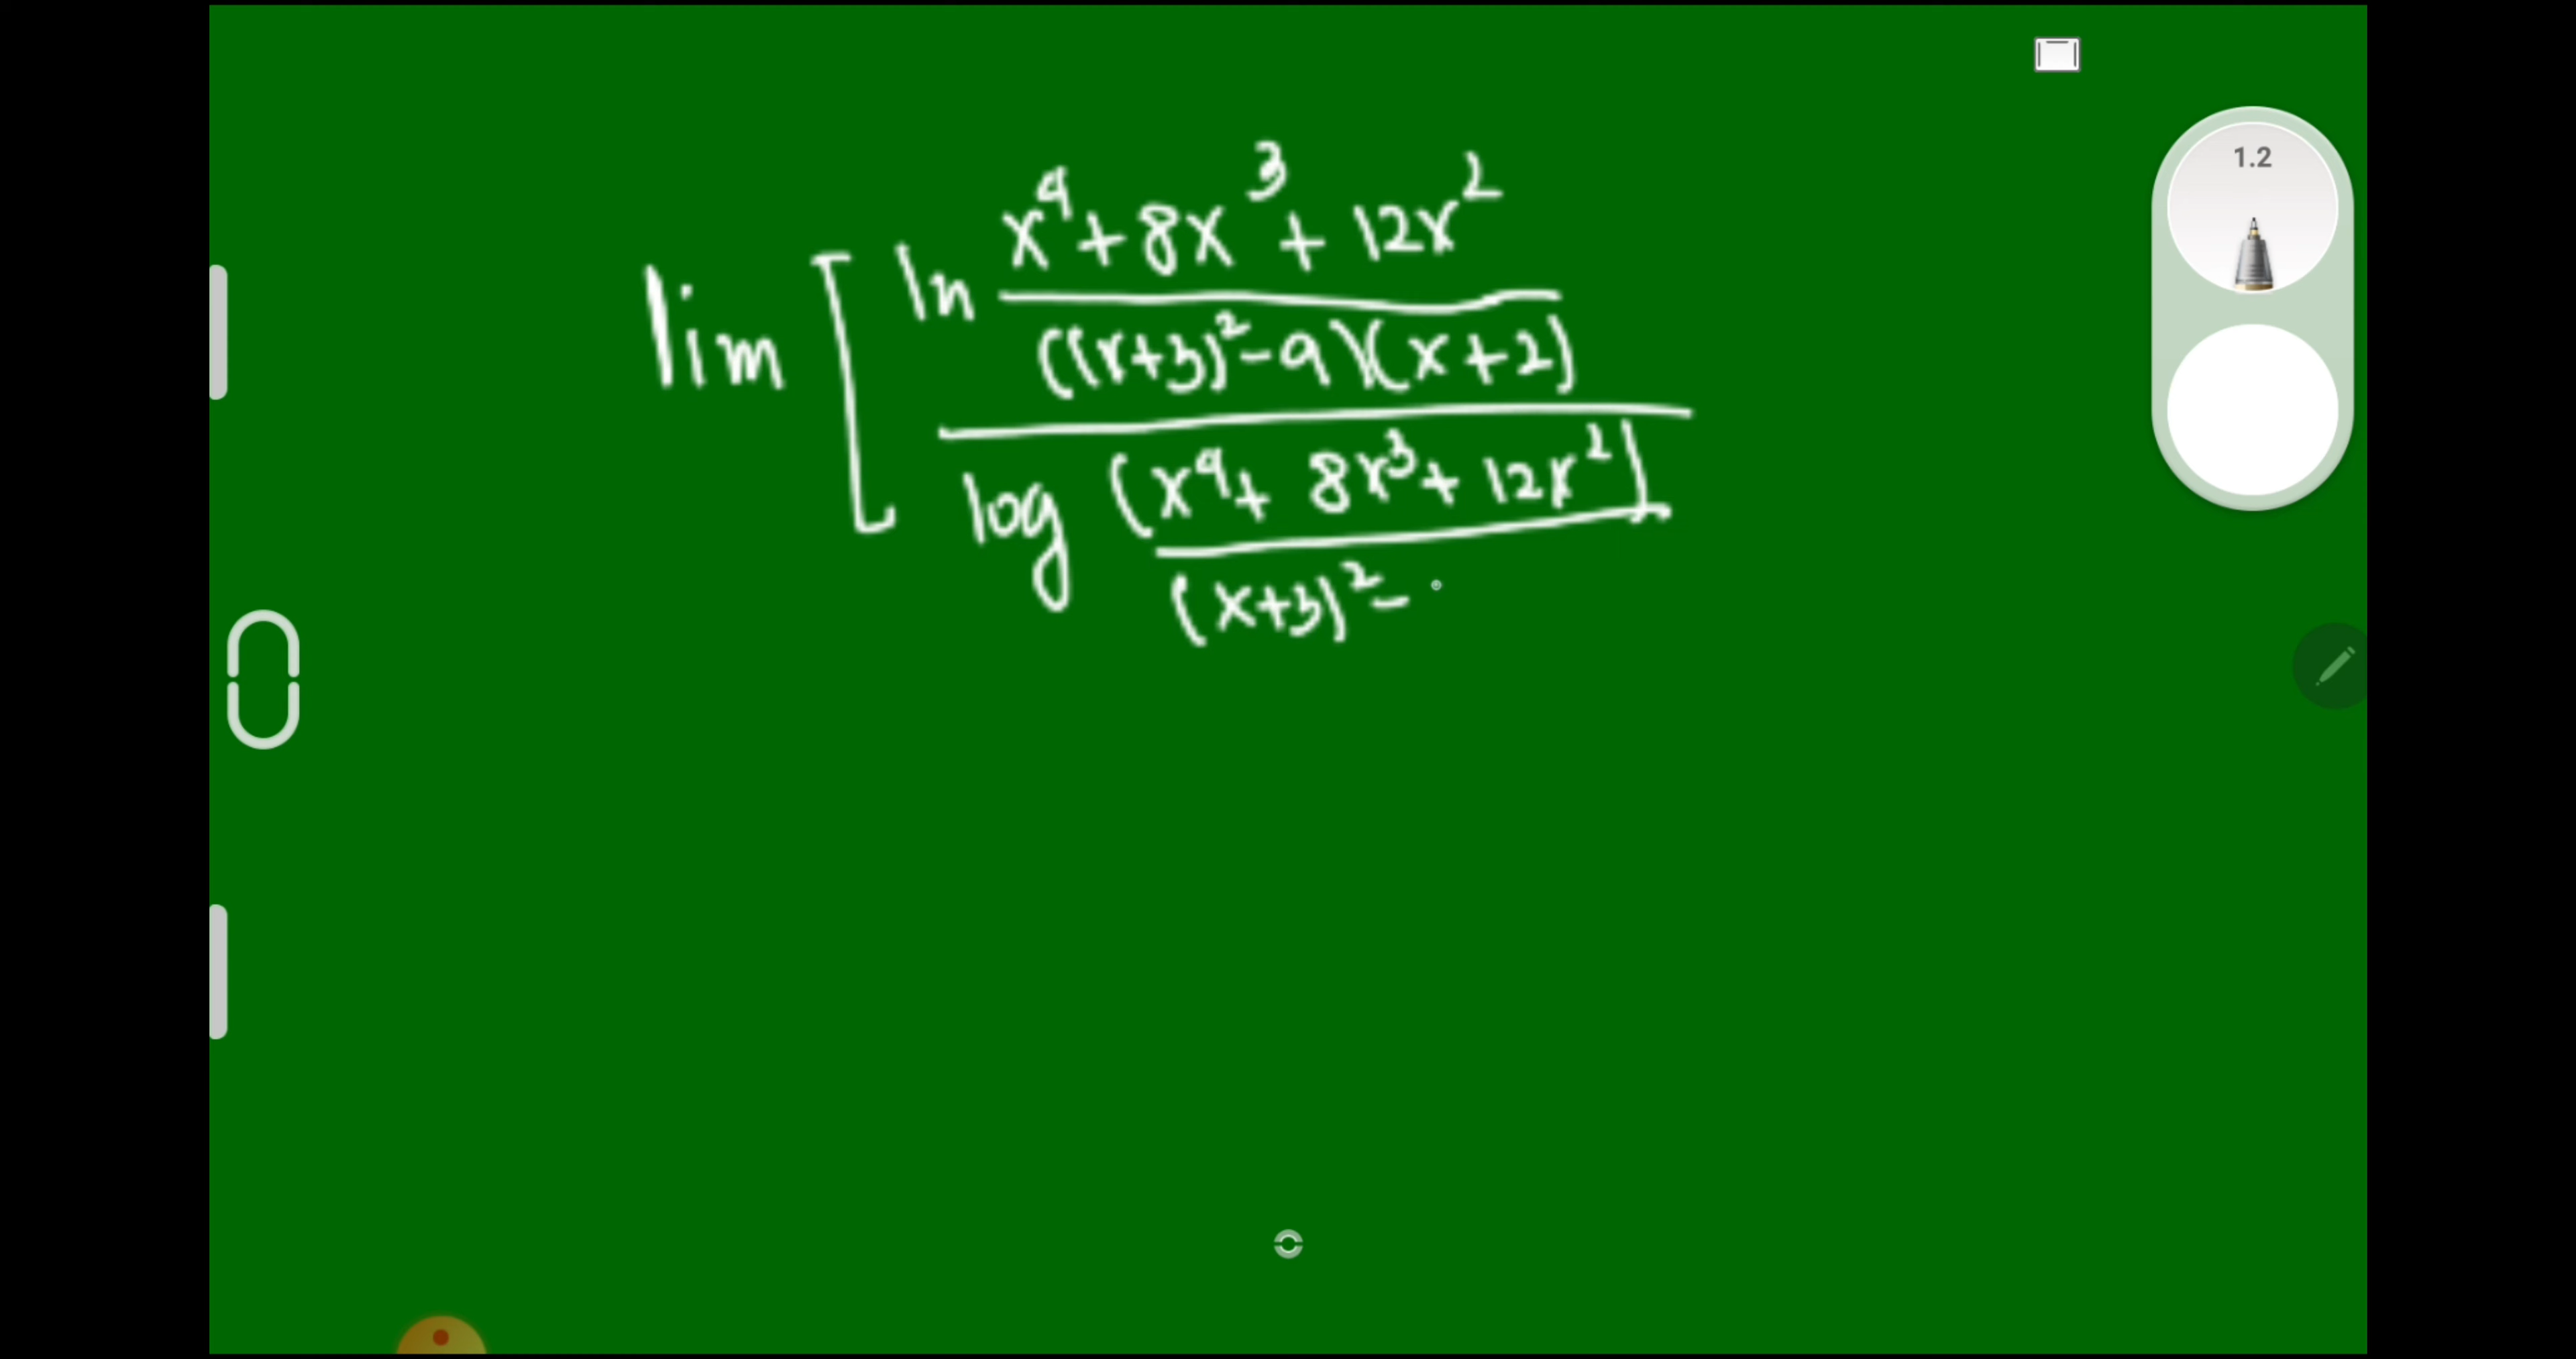 1.2
lim [ ln x⁴ + 8x³ + 12x²
((x+3)² - 9)(x+2)
log (x⁴ + 8x³ + 12x²)
(x+3)² -